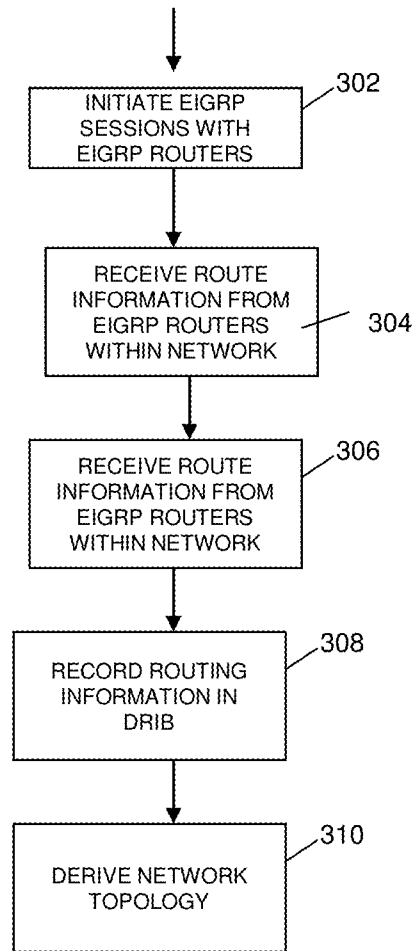 302
INITIATE EIGRP
SESSIONS WITH
EIGRP ROUTERS
RECEIVE ROUTE
INFORMATION FROM
EIGRP ROUTERS
WITHIN NETWORK
304
306
RECEIVE ROUTE
INFORMATION FROM
EIGRP ROUTERS
WITHIN NETWORK
308
RECORD ROUTING
INFORMATION IN
DRIB
310
DERIVE NETWORK
TOPOLOGY